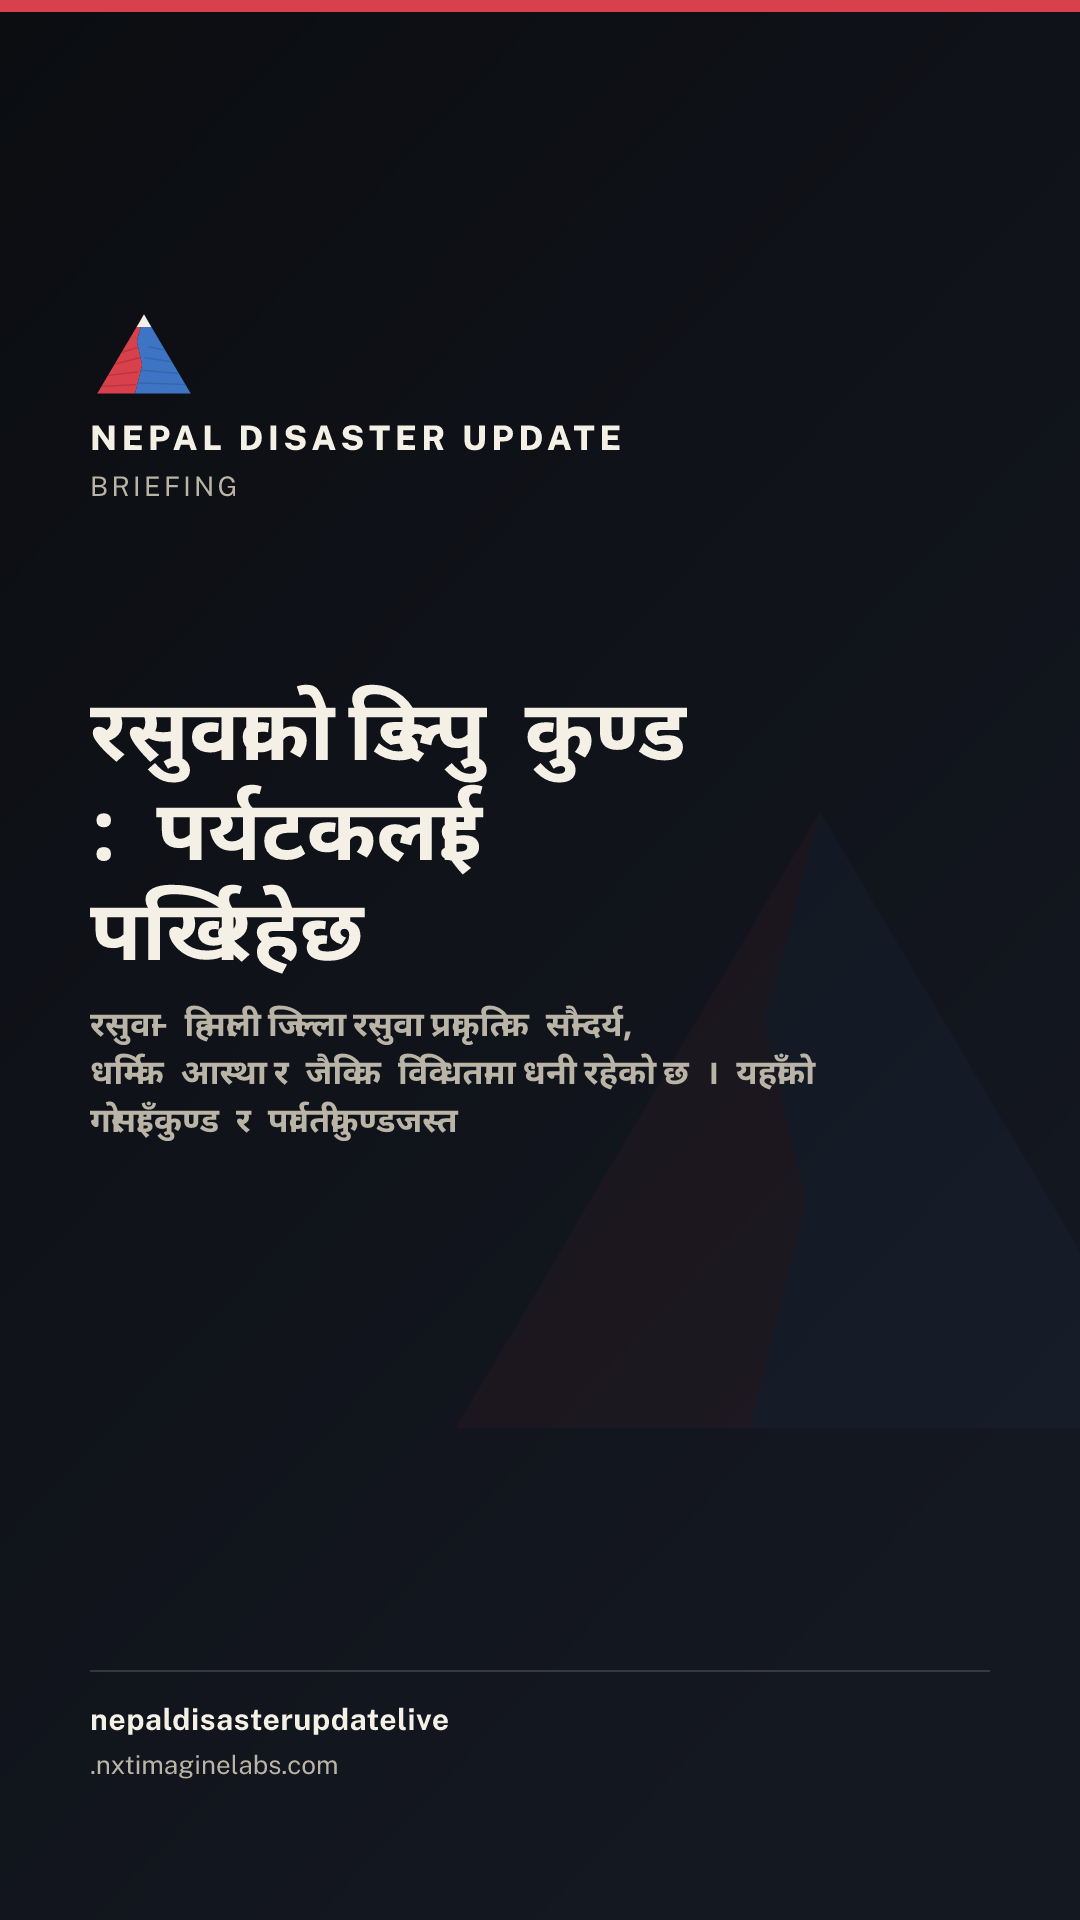 NEPAL DISASTER UPDATE
BRIEFING
रसुवाको डिल्पु कुण्ड
: पर्यटकलाई
पर्खिरहेछ
रसुवा– हिमाली जिल्ला रसुवा प्राकृतिक सौन्दर्य,
धार्मिक आस्था र जैविक विविधतामा धनी रहेको छ । यहाँको
गोसाइँकुण्ड र पार्वतीकुण्डजस्ता
nepaldisasterupdatelive
.nxtimaginelabs.com